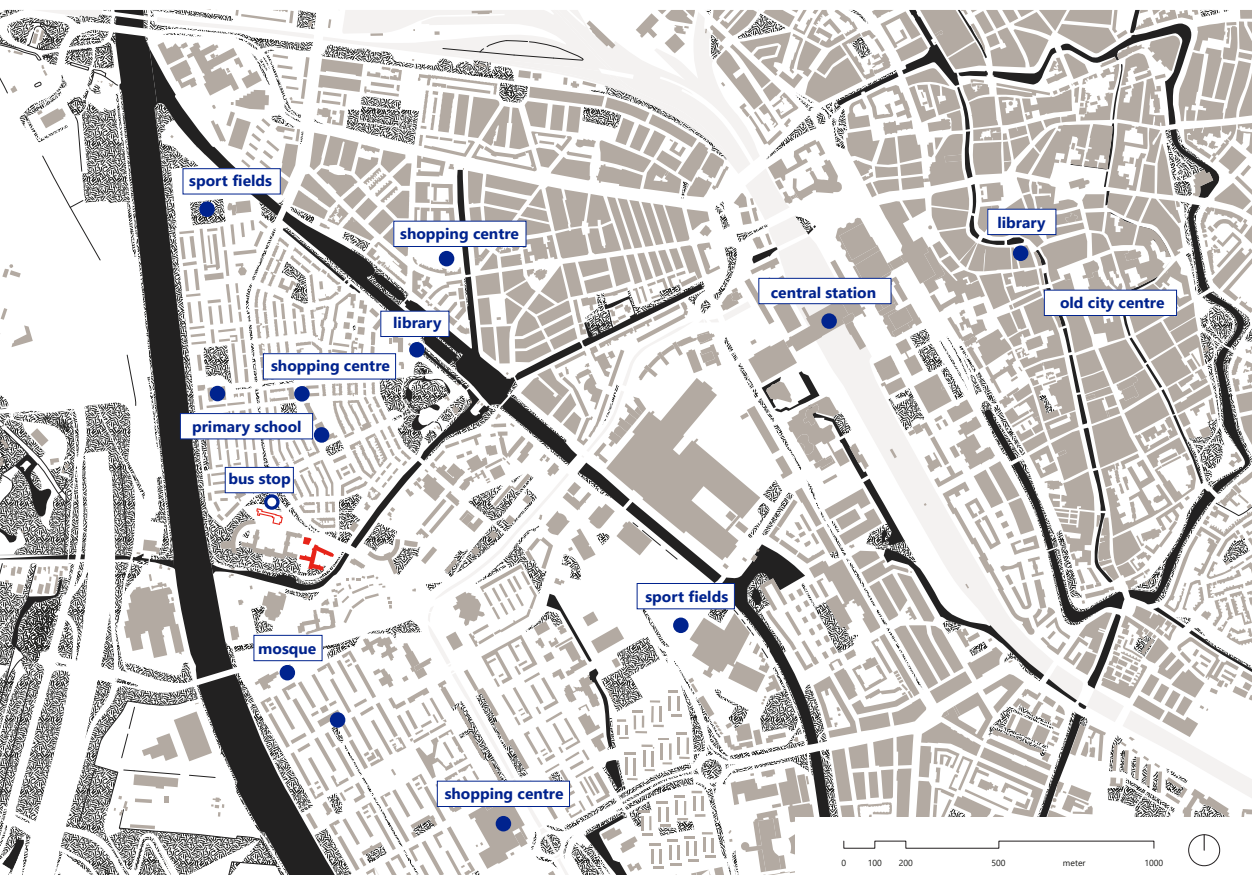 sport fields
library
shopping centre
central station
old city centre
library
shopping centre
primary school
bus stop
sport fields
mosque
shopping centre
0 100 200 500 meter 1000